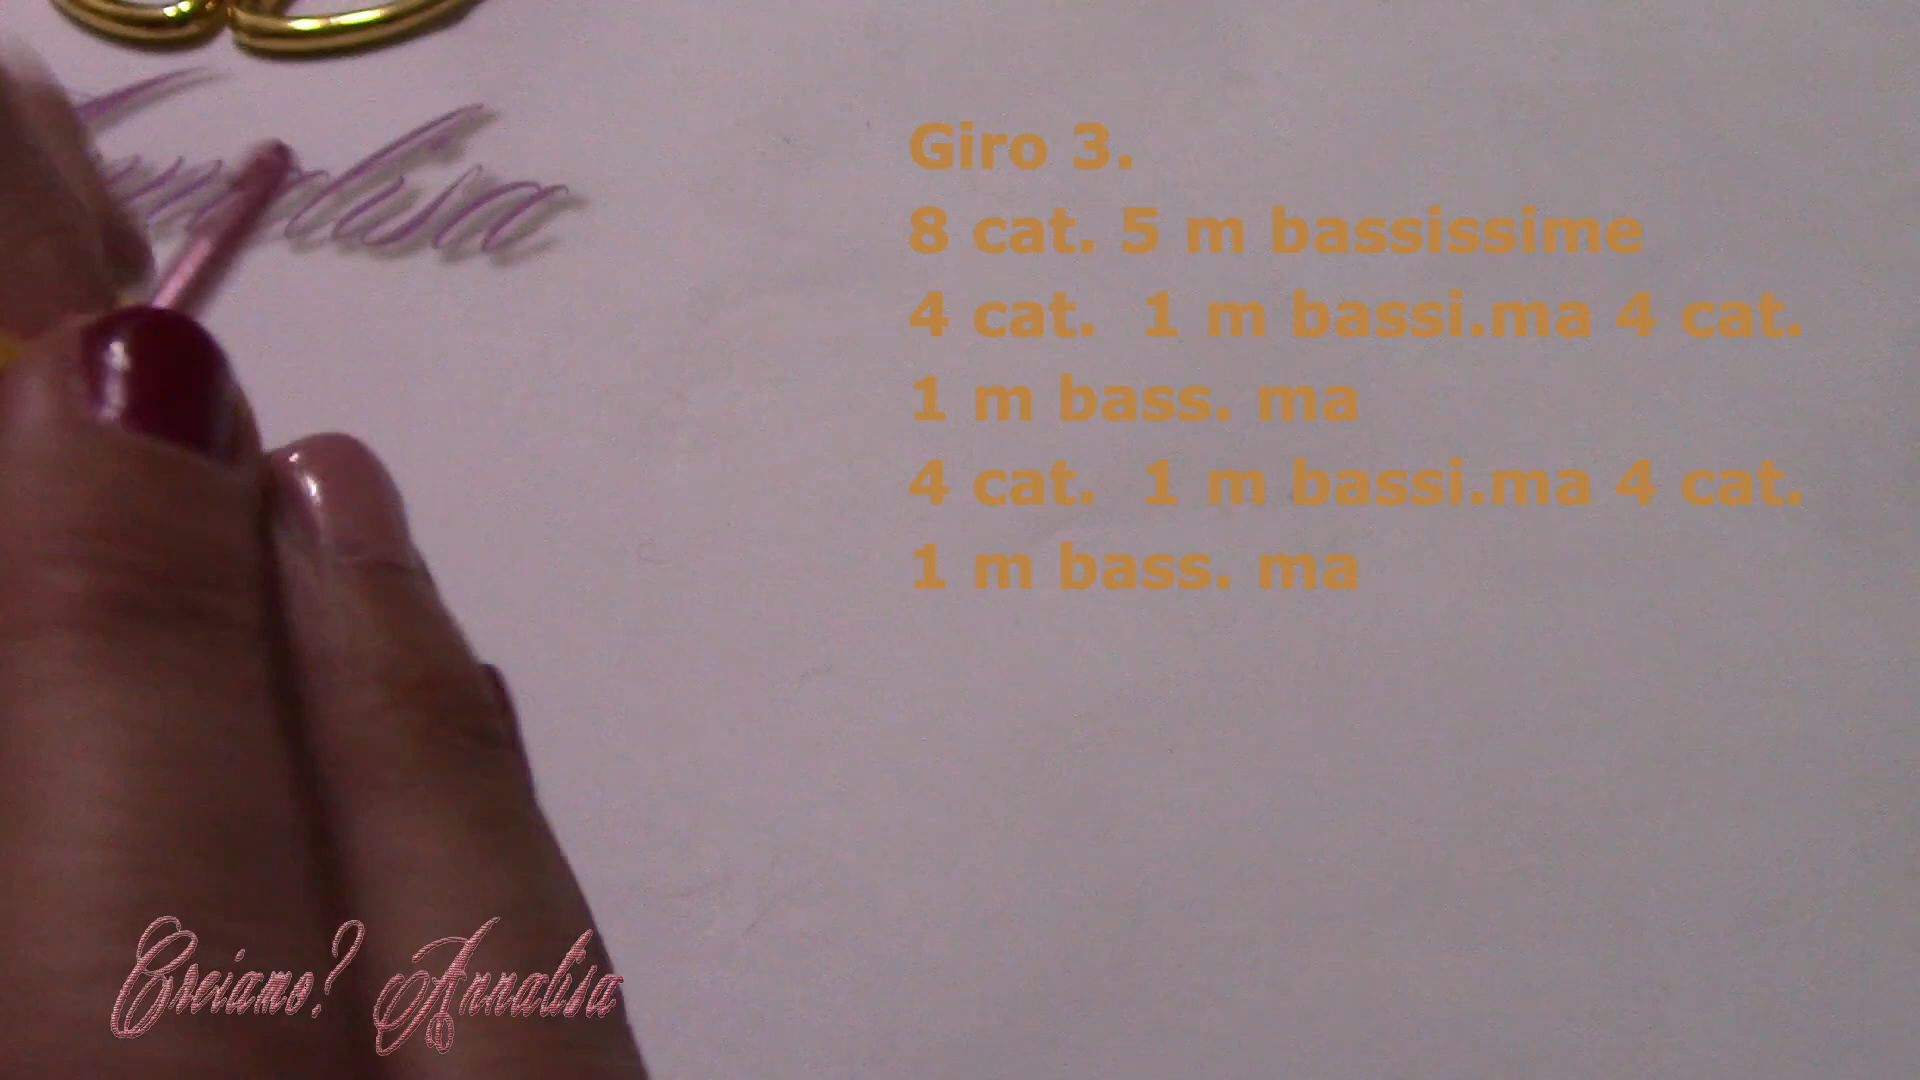 Annalisa
Giro 3.
8 cat. 5 m bassissime
4 cat. 1 m bassi.ma 4 cat.
1 m bass. ma
4 cat. 1 m bassi.ma 4 cat.
1 m bass. ma
Creiamo? Annalisa